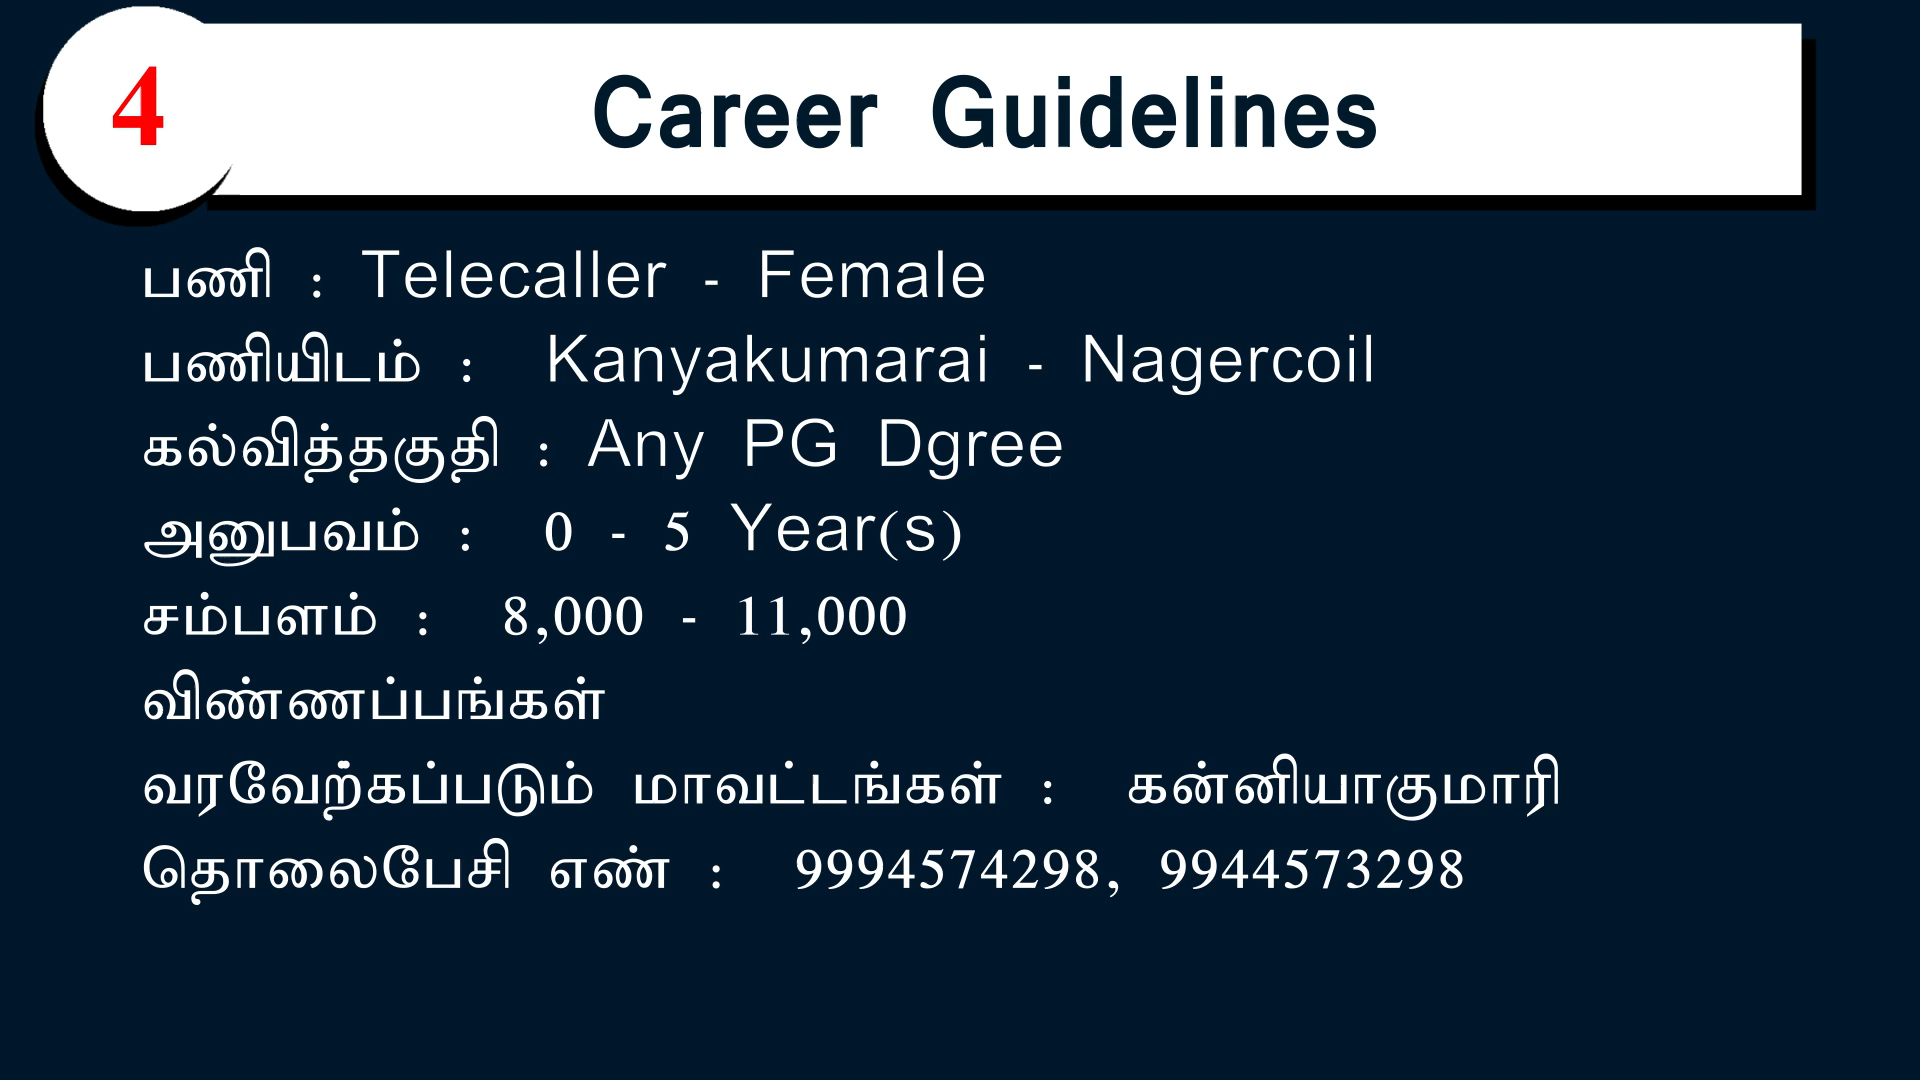 4
Career Guidelines
பணி : Telecaller - Female
பணியிடம் : Kanyakumarai - Nagercoil
கல்வித்தகுதி : Any PG Dgree
அனுபவம் : 0 - 5 Year(s)
சம்பளம் : 8,000 - 11,000
விண்ணப்பங்கள்
வரவேற்கப்படும் மாவட்டங்கள் : கன்னியாகுமாரி
தொலைபேசி எண் : 9994574298, 9944573298